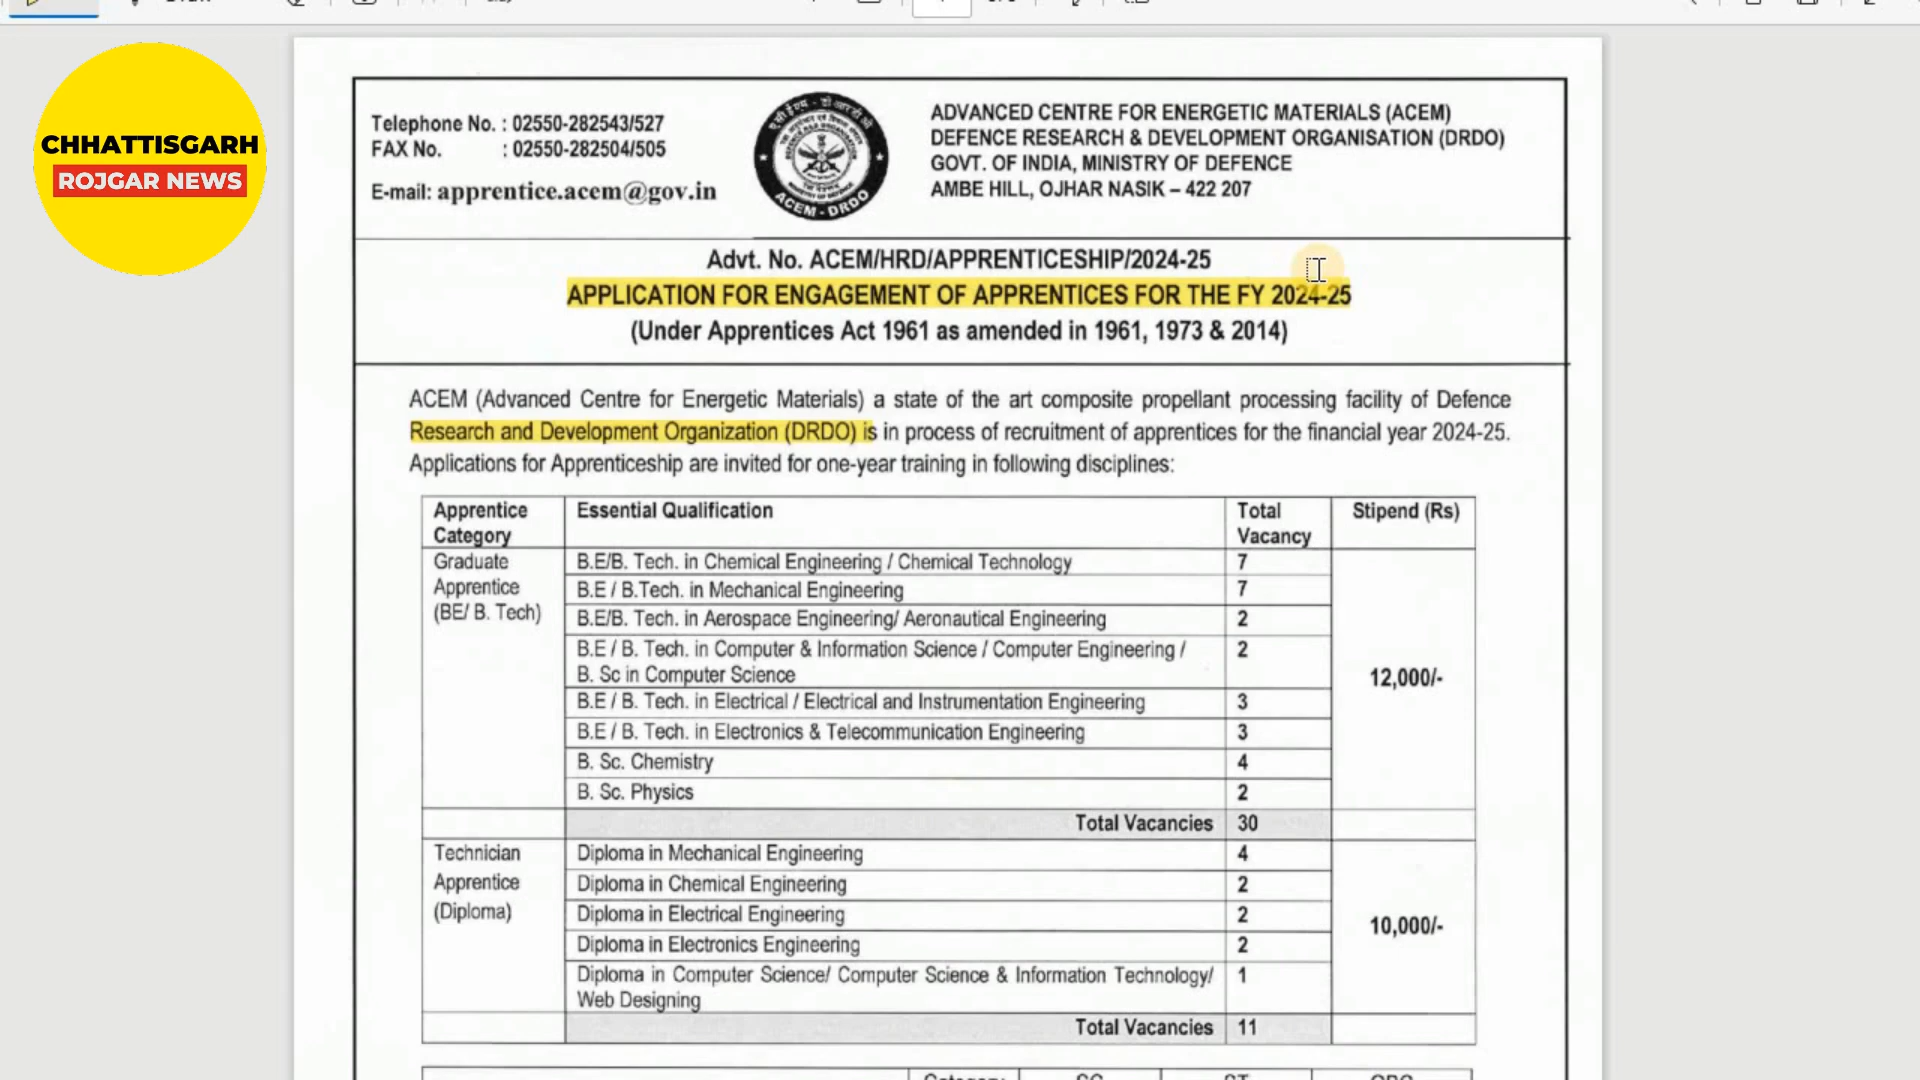 CHHATTISGARH
ROJGAR NEWS
Telephone No. : 02550-282543/527
FAX No. : 02550-282504/505
E-mail: apprentice.acem@gov.in
ACEM - DRDO
ADVANCED CENTRE FOR ENERGETIC MATERIALS (ACEM)
DEFENCE RESEARCH & DEVELOPMENT ORGANISATION (DRDO)
GOVT. OF INDIA, MINISTRY OF DEFENCE
AMBE HILL, OJHAR NASIK – 422 207
Advt. No. ACEM/HRD/APPRENTICESHIP/2024-25
APPLICATION FOR ENGAGEMENT OF APPRENTICES FOR THE FY 2024-25
(Under Apprentices Act 1961 as amended in 1961, 1973 & 2014)
ACEM (Advanced Centre for Energetic Materials) a state of the art composite propellant processing facility of Defence
Research and Development Organization (DRDO) is in process of recruitment of apprentices for the financial year 2024-25.
Applications for Apprenticeship are invited for one-year training in following disciplines:
Apprentice Category Essential Qualification Total Vacancy Stipend (Rs)
Graduate Apprentice (BE/ B. Tech) B.E/B. Tech. in Chemical Engineering / Chemical Technology 7
B.E / B.Tech. in Mechanical Engineering 7
B.E/B. Tech. in Aerospace Engineering/ Aeronautical Engineering 2
B.E / B. Tech. in Computer & Information Science / Computer Engineering / 2
B. Sc in Computer Science
12,000/-
B.E / B. Tech. in Electrical / Electrical and Instrumentation Engineering 3
B.E / B. Tech. in Electronics & Telecommunication Engineering 3
B. Sc. Chemistry 4
B. Sc. Physics 2
Total Vacancies 30
Technician Apprentice (Diploma) Diploma in Mechanical Engineering 4
Diploma in Chemical Engineering 2
Diploma in Electrical Engineering 2
10,000/-
Diploma in Electronics Engineering 2
Diploma in Computer Science/ Computer Science & Information Technology/ 1
Web Designing
Total Vacancies 11